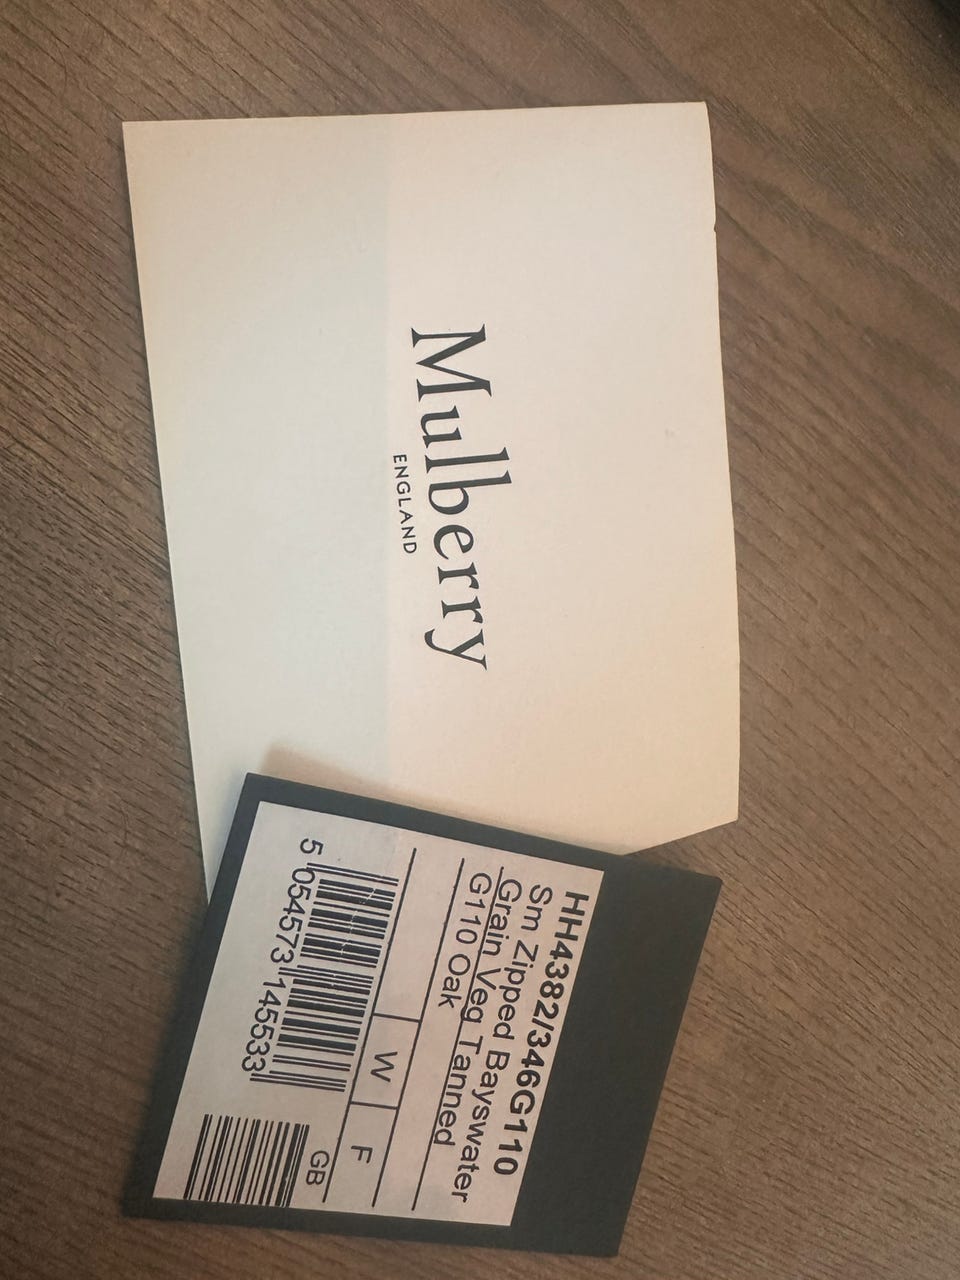 Mulberry
ENGLAND
HH4382/346G110
Sm Zipped Bayswater
Grain Veg Tanned
G110 Oak
W F
GB
5 054573 145533